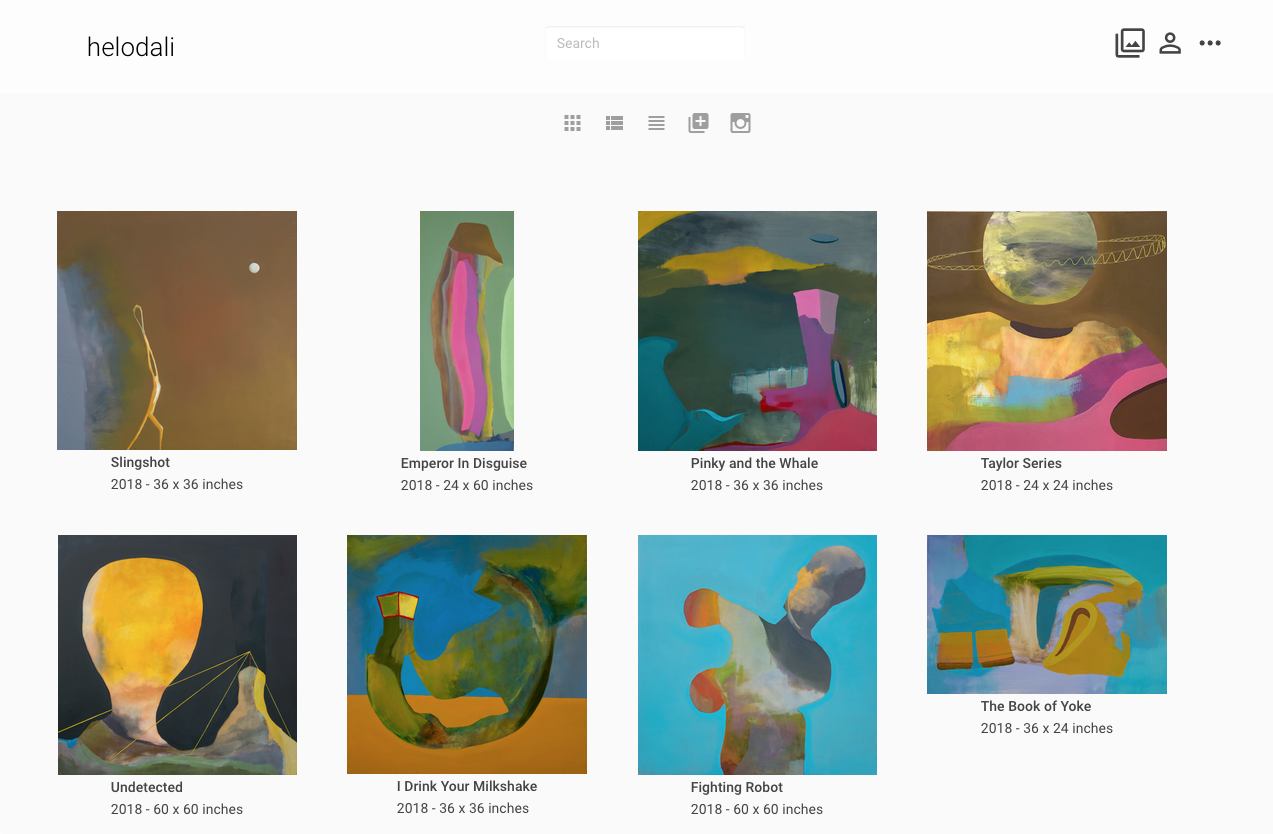 helodali
Search
Slingshot
2018 - 36 x 36 inches
Emperor In Disguise
2018 - 24 x 60 inches
Pinky and the Whale
2018 - 36 x 36 inches
Taylor Series
2018 - 24 x 24 inches
Undetected
2018 - 60 x 60 inches
I Drink Your Milkshake
2018 - 36 x 36 inches
Fighting Robot
2018 - 60 x 60 inches
The Book of Yoke
2018 - 36 x 24 inches